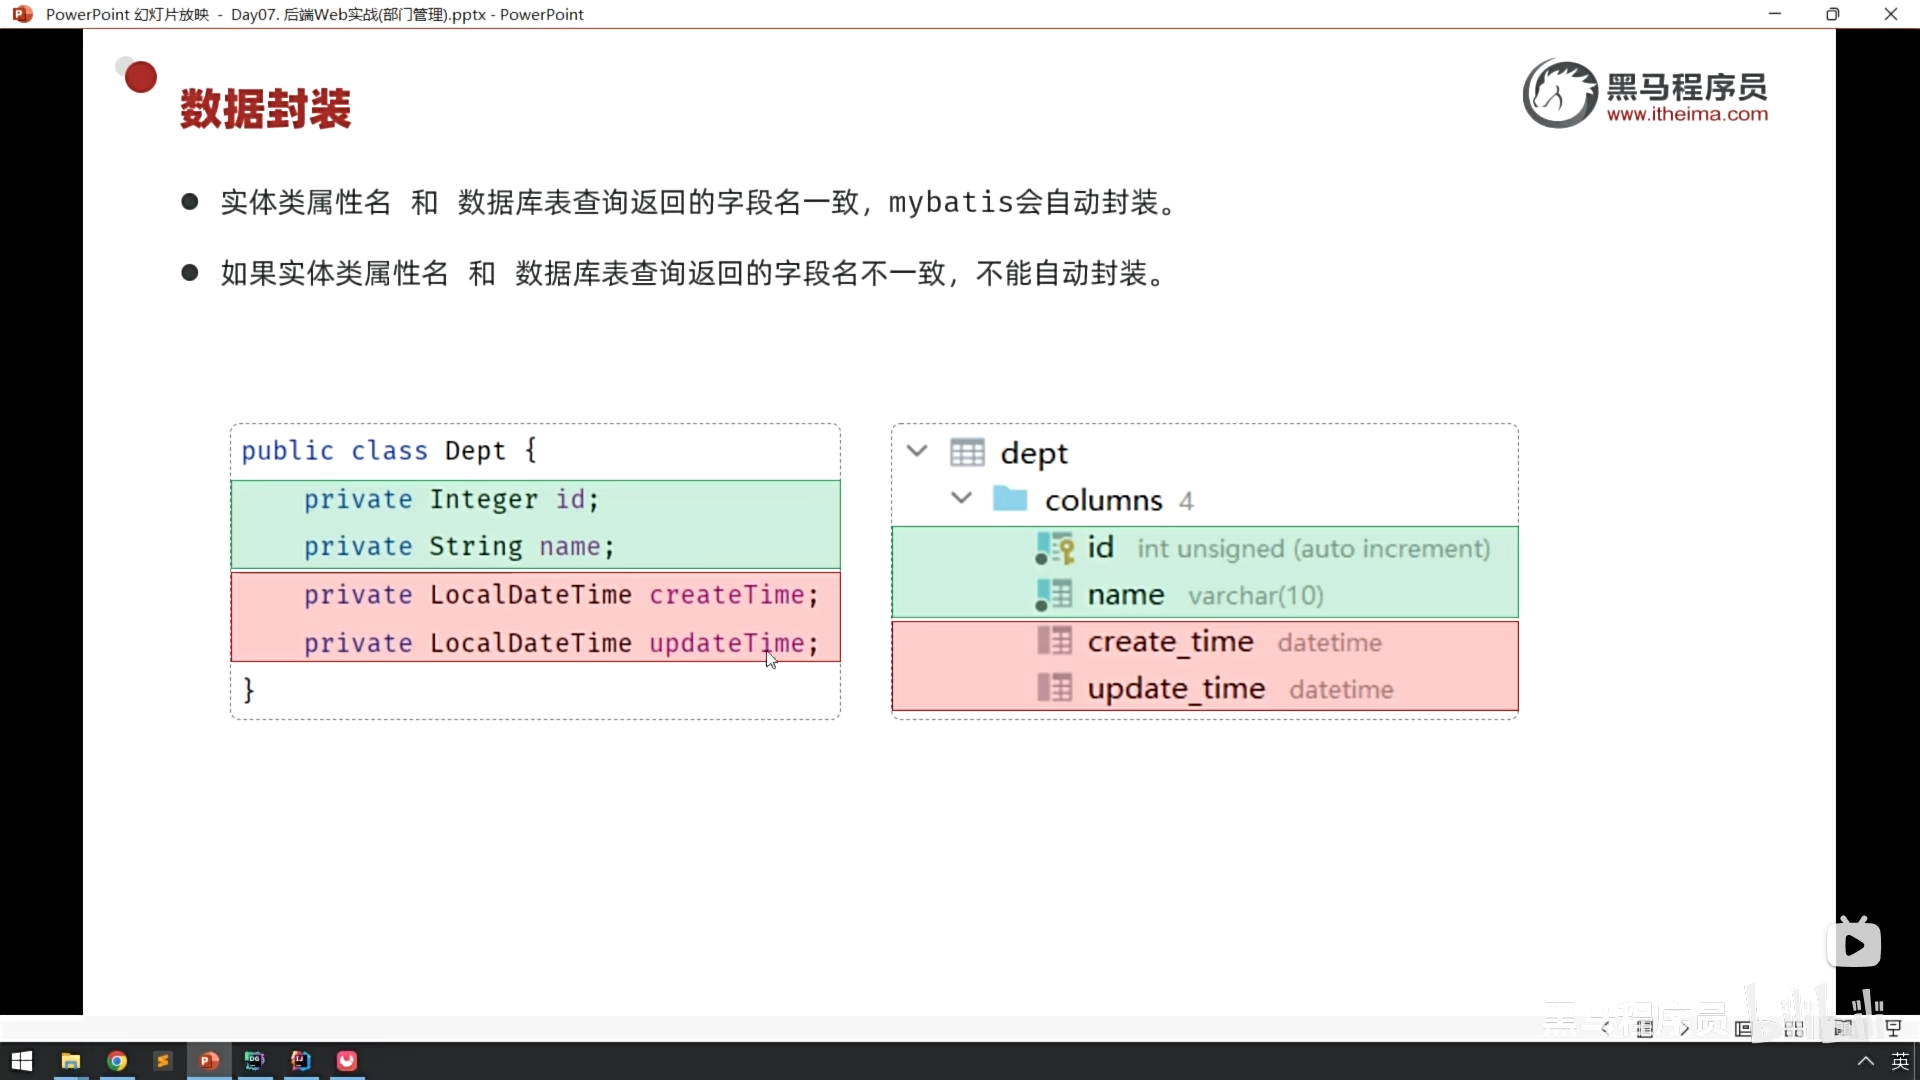 PowerPoint 幻灯片放映 - Day07. 后端Web实战(部门管理).pptx - PowerPoint
数据封装
黑马程序员
www.itheima.com
实体类属性名 和 数据库表查询返回的字段名一致，mybatis会自动封装。
如果实体类属性名 和 数据库表查询返回的字段名不一致，不能自动封装。
public class Dept {
private Integer id;
private String name;
private LocalDateTime createTime;
private LocalDateTime updateTime;
}
dept
columns 4
id int unsigned (auto increment)
name varchar(10)
create_time datetime
update_time datetime
黑马程序员 bilibili
英